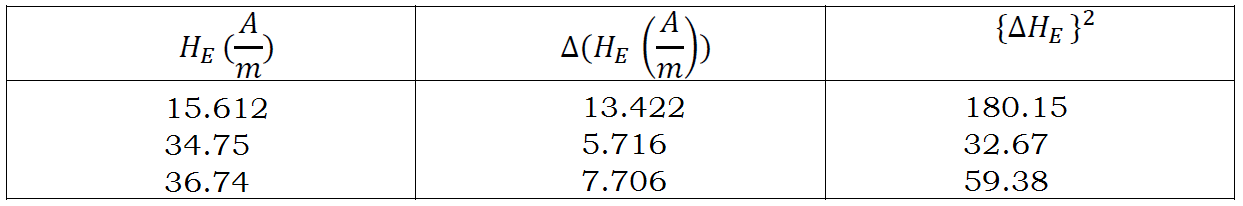 H_E (A/m) Δ(H_E (A/m)) {ΔH_E}²
15.612 13.422 180.15
34.75 5.716 32.67
36.74 7.706 59.38